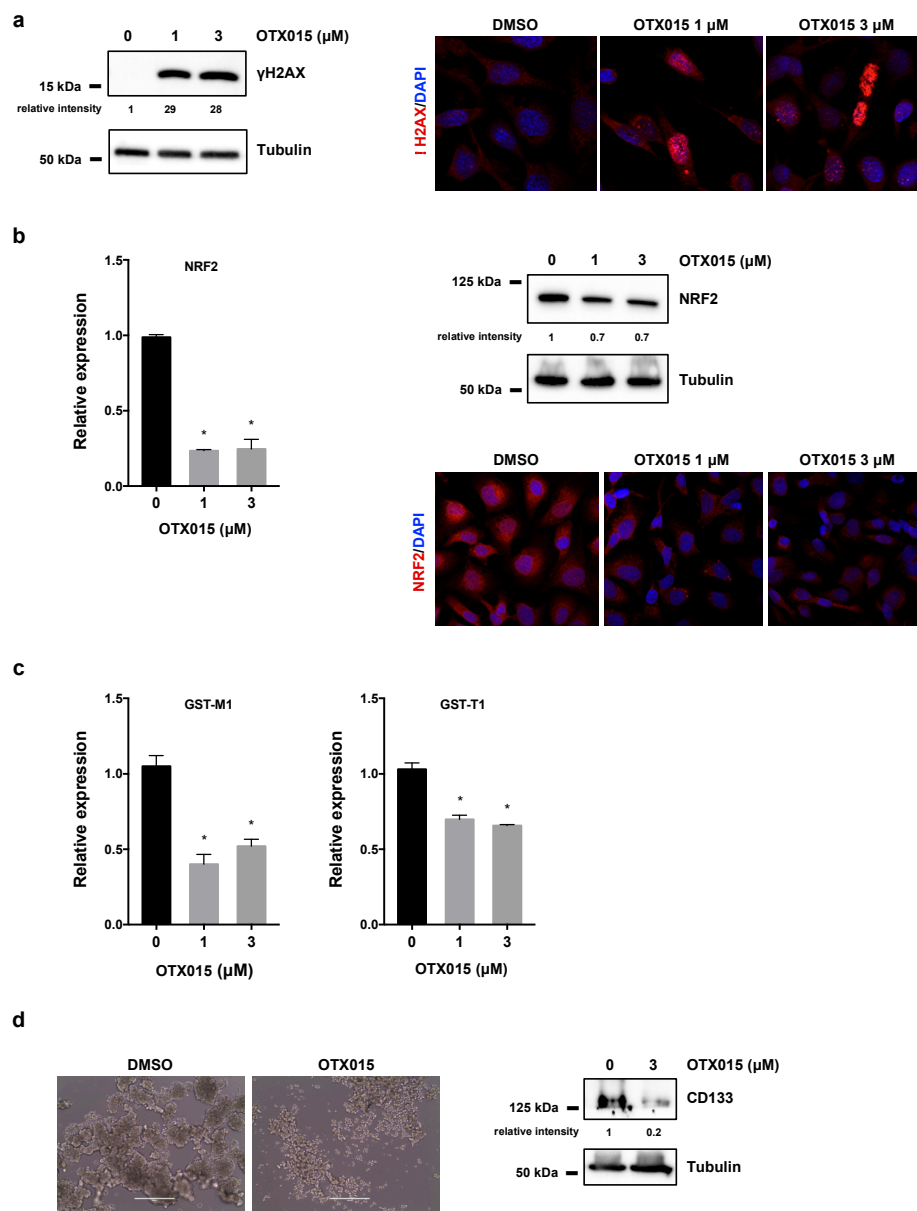 a
0 1 3 OTX015 (µM)
γH2AX
15 kDa
relative intensity 1 29 28
50 kDa
Tubulin
DMSO OTX015 1 µM OTX015 3 µM
I H2AX/DAPI
b
NRF2
Relative expression
1.5
1.0
0.5
0.0
* *
0 1 3
OTX015 (µM)
0 1 3 OTX015 (µM)
125 kDa
NRF2
relative intensity 1 0.7 0.7
50 kDa
Tubulin
DMSO OTX015 1 µM OTX015 3 µM
NRF2/DAPI
c
GST-M1
Relative expression
1.5
1.0
0.5
0.0
* *
0 1 3
OTX015 (µM)
GST-T1
Relative expression
1.5
1.0
0.5
0.0
* *
0 1 3
OTX015 (µM)
d
DMSO OTX015
0 3 OTX015 (µM)
CD133
125 kDa
relative intensity 1 0.2
50 kDa
Tubulin